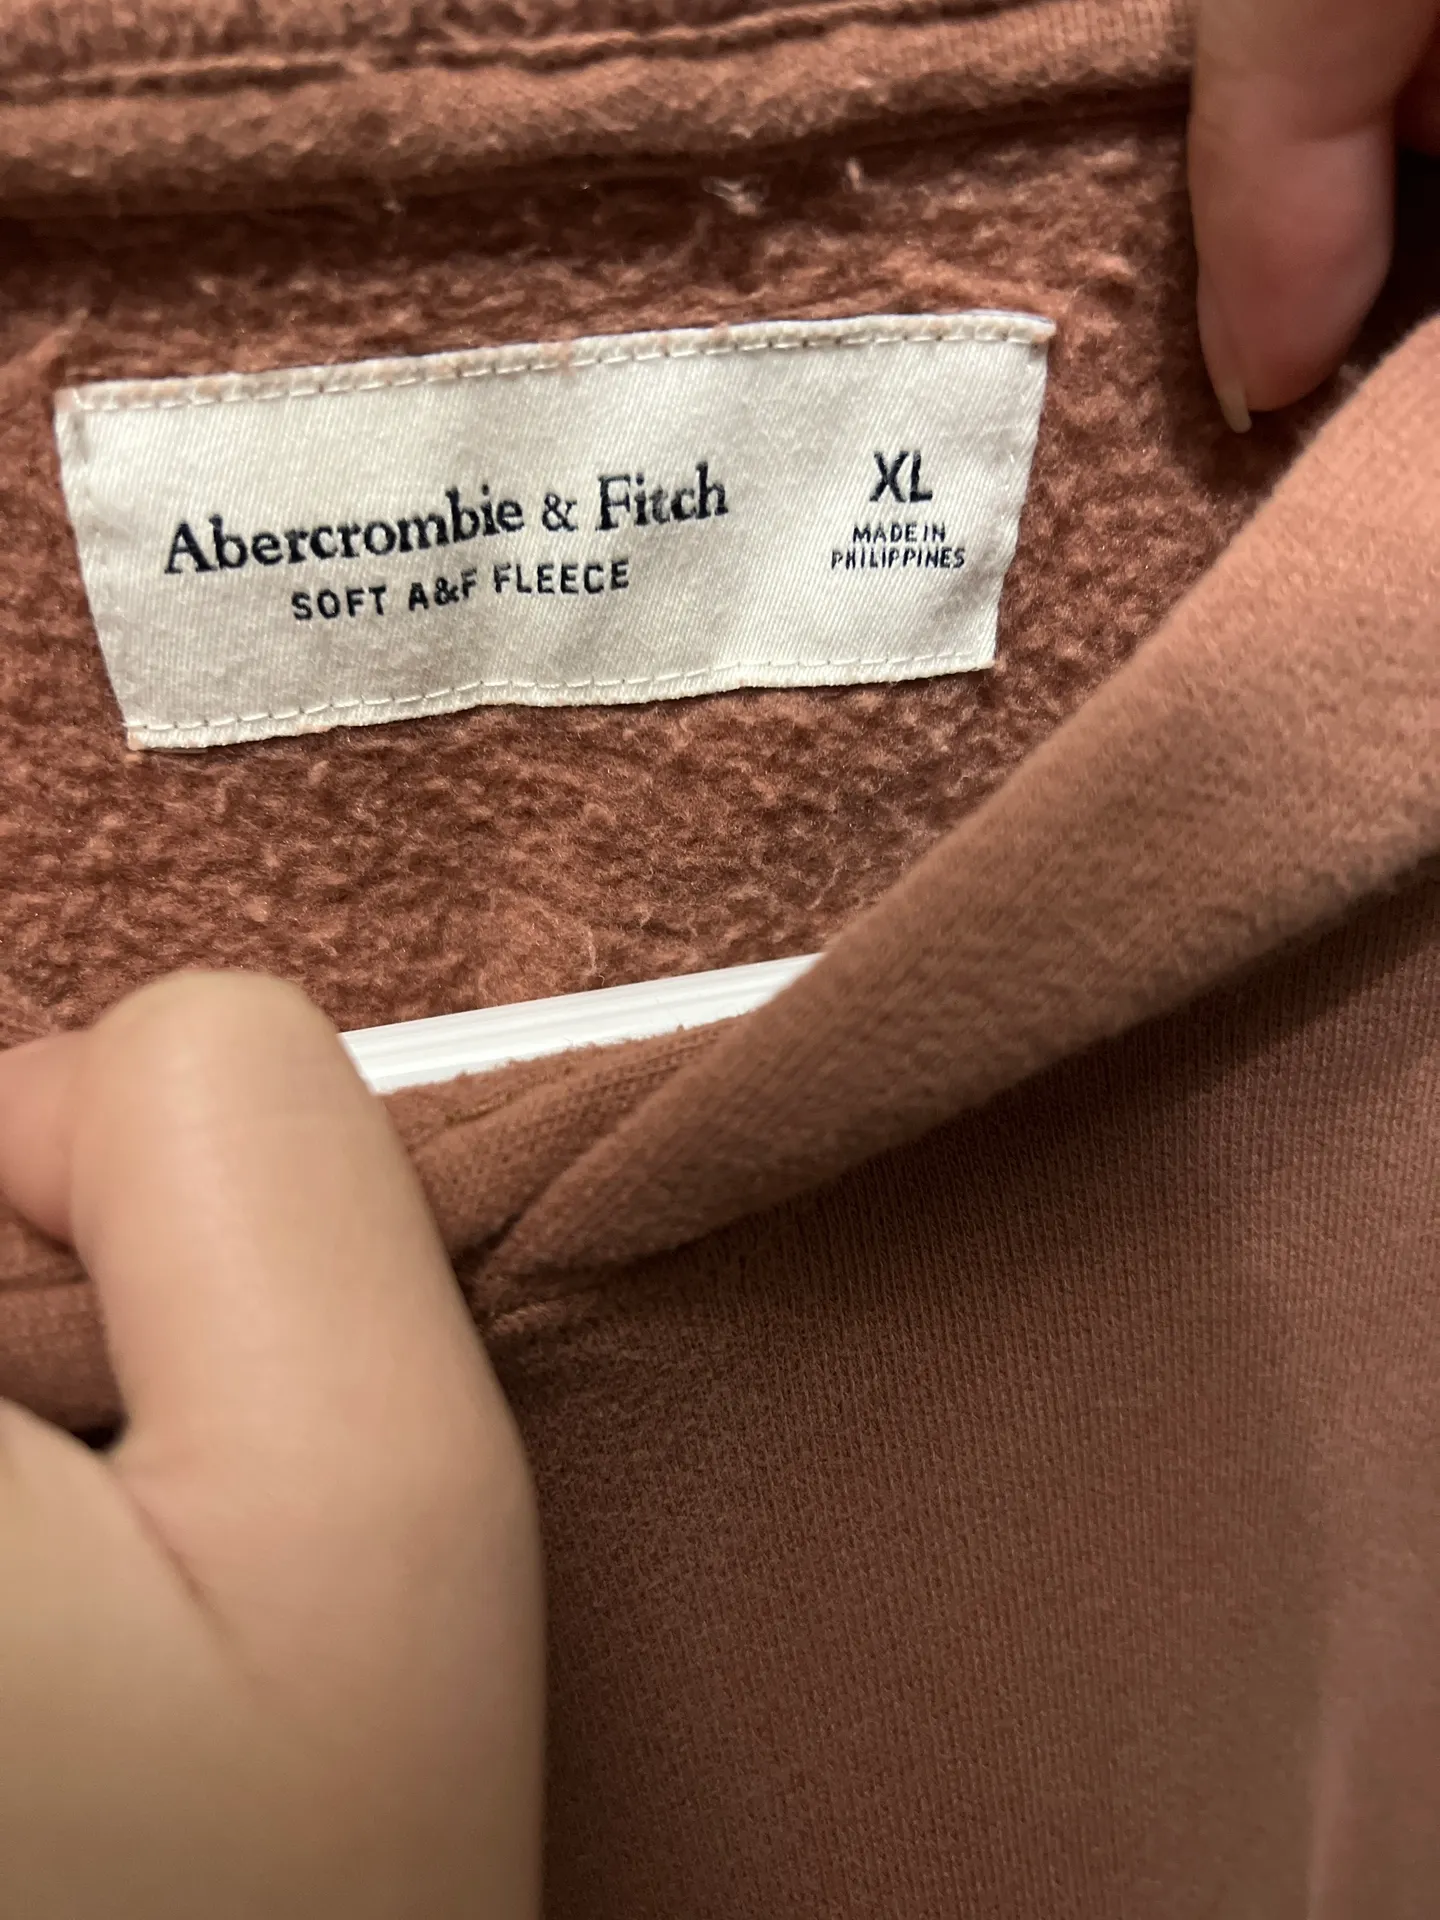 Abercrombie & Fitch
SOFT A&F FLEECE
XL
MADE IN
PHILIPPINES